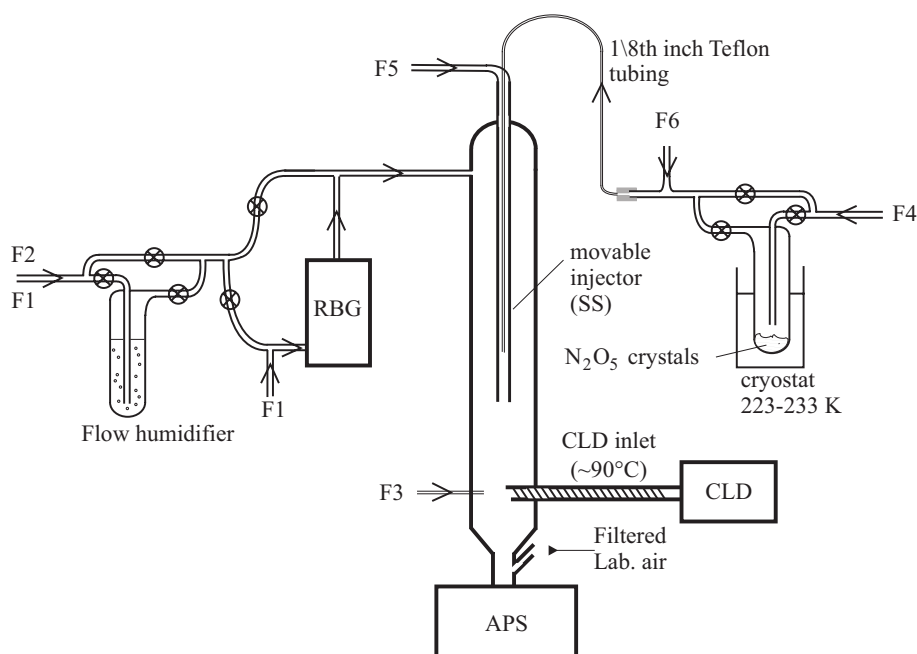 1\8th inch Teflon
tubing
F5
F6
F4
F2
F1
RBG
movable
injector
(SS)
N₂O₅ crystals
cryostat
223-233 K
F1
Flow humidifier
CLD inlet
(~90°C)
CLD
F3
Filtered
Lab. air
APS